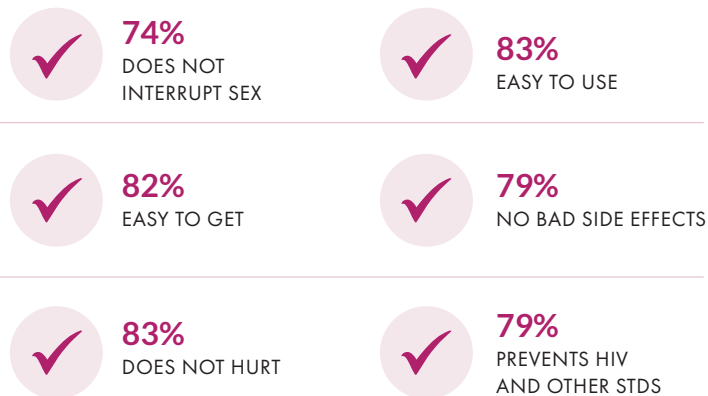 74%
DOES NOT
INTERRUPT SEX
83%
EASY TO USE
82%
EASY TO GET
79%
NO BAD SIDE EFFECTS
83%
DOES NOT HURT
79%
PREVENTS HIV
AND OTHER STDS